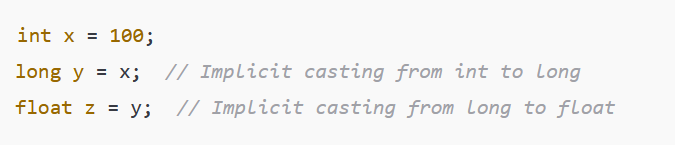 int x = 100;
long y = x;  // Implicit casting from int to long
float z = y;  // Implicit casting from long to float